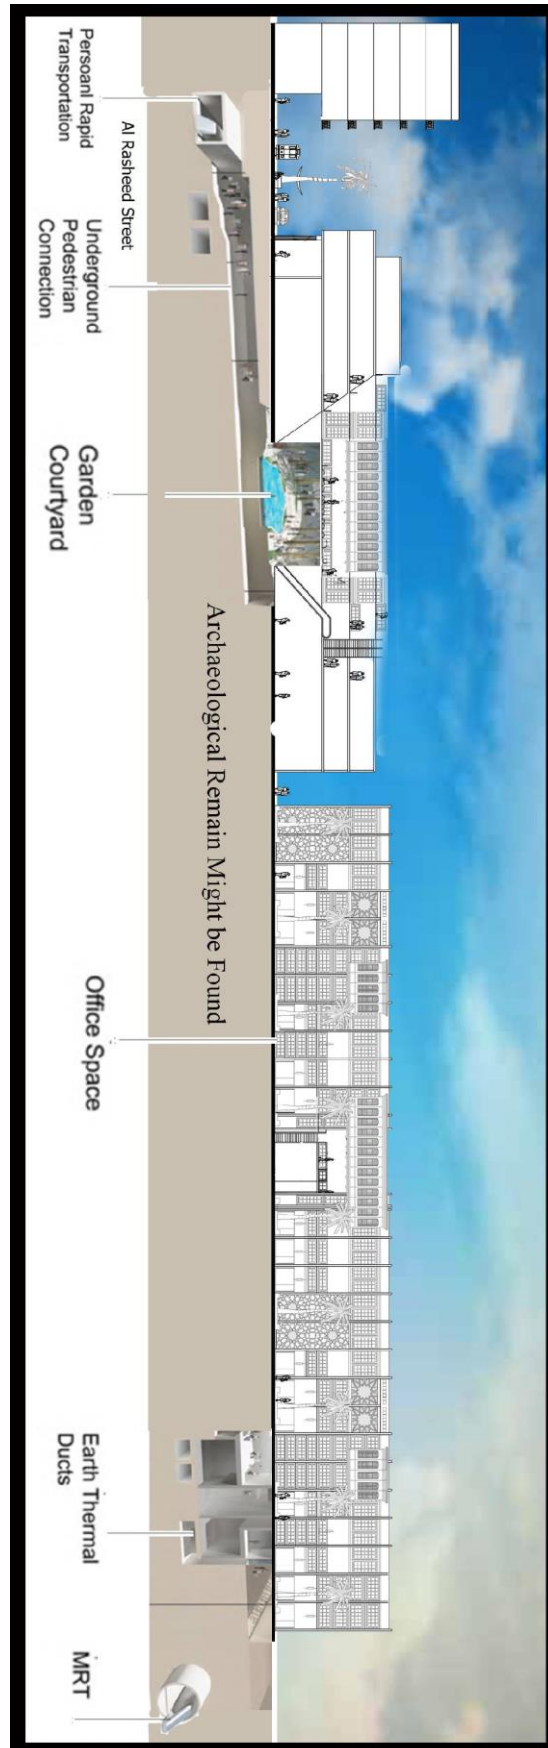 Persoanl Rapid
Transportation
Al Rasheed Street
Underground
Pedestrian
Connection
Garden
Courtyard
Archaeological Remain Might be Found
Office Space
Earth Thermal
Ducts
MRT